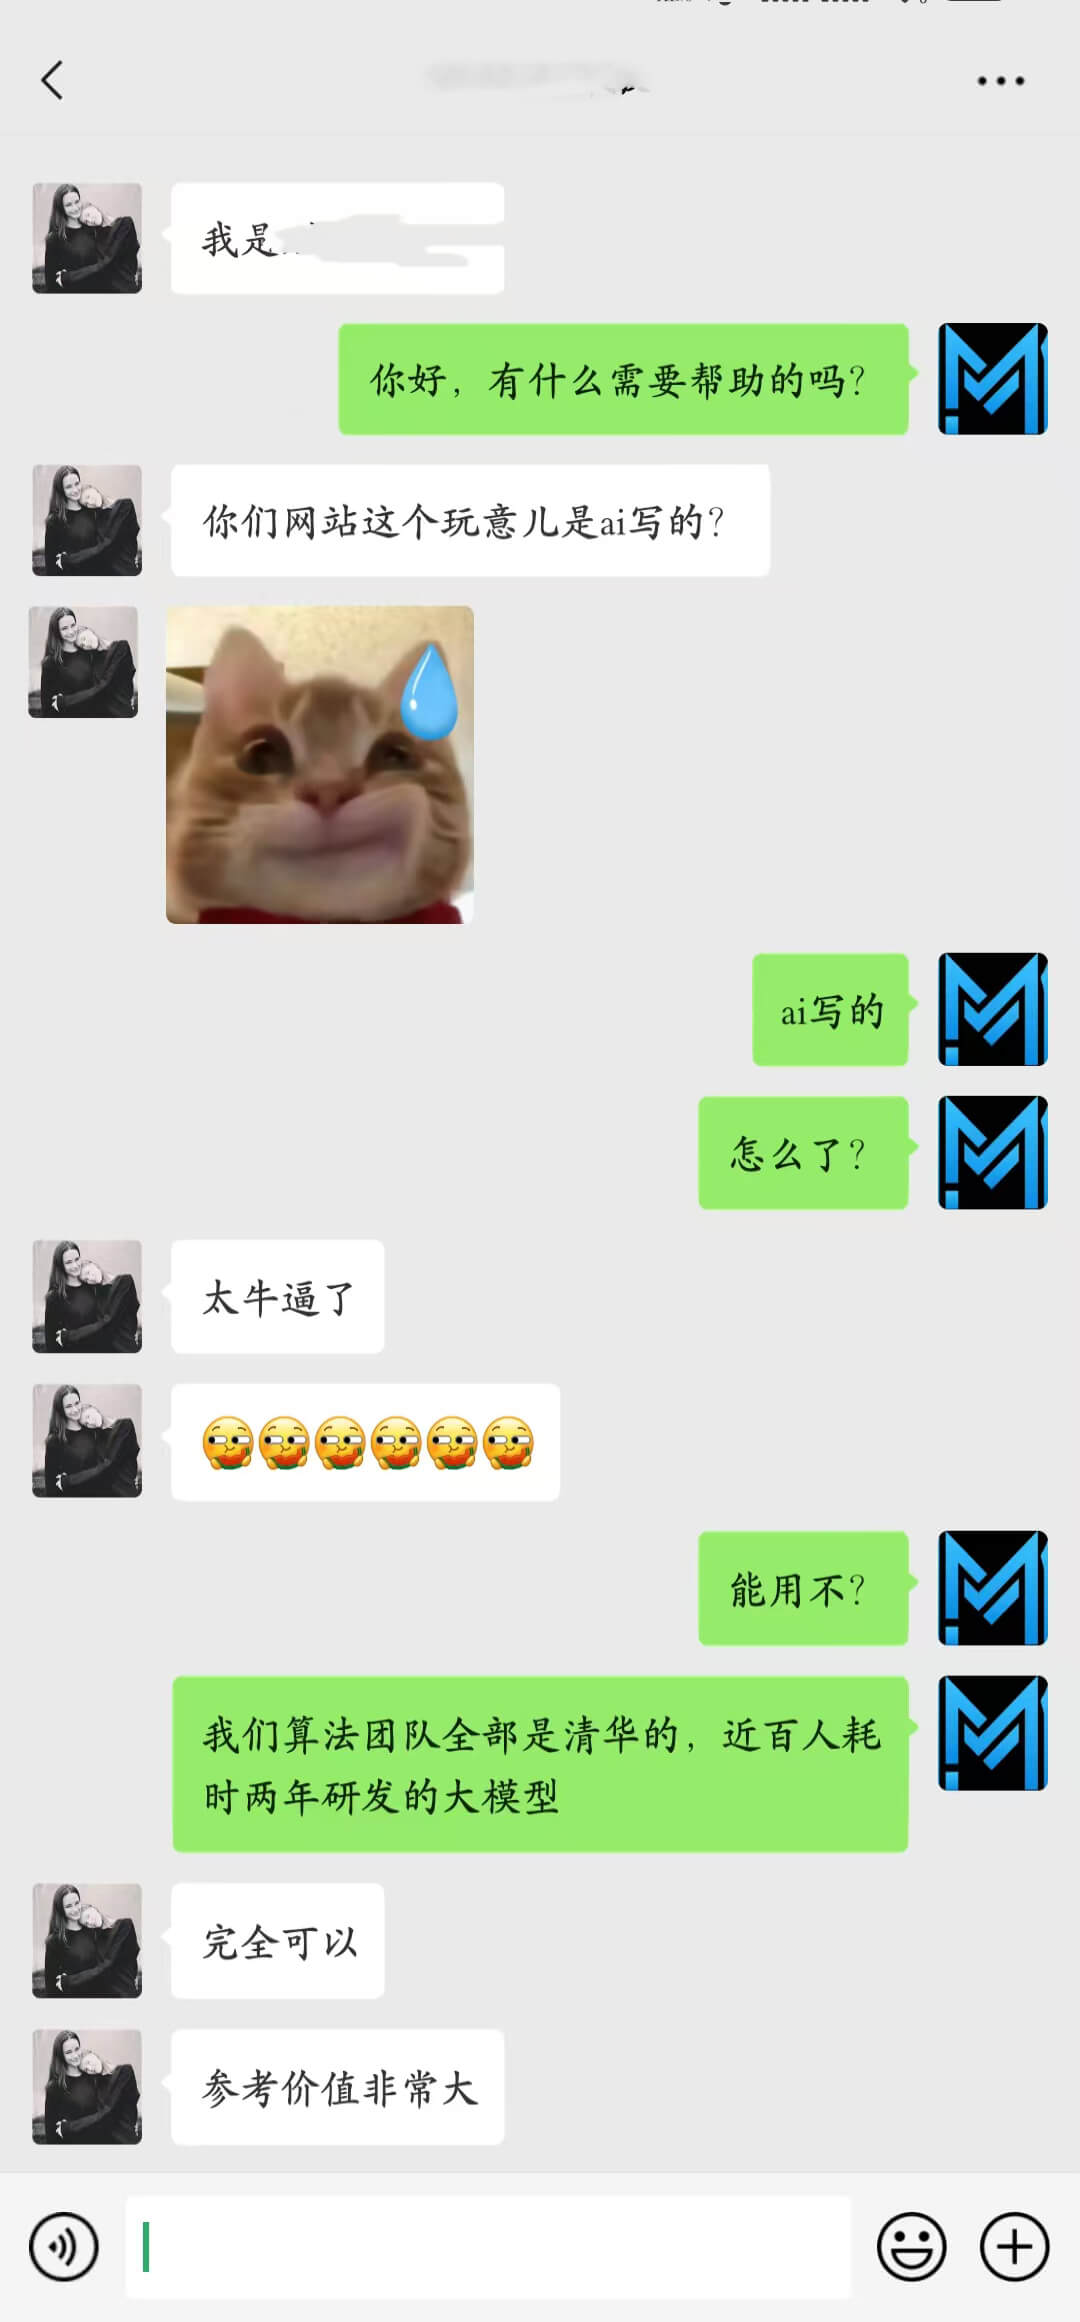 我是
你好，有什么需要帮助的吗？
你们网站这个玩意儿是ai写的？
ai写的
怎么了？
太牛逼了
能用不？
我们算法团队全部是清华的，近百人耗
时两年研发的大模型
完全可以
参考价值非常大